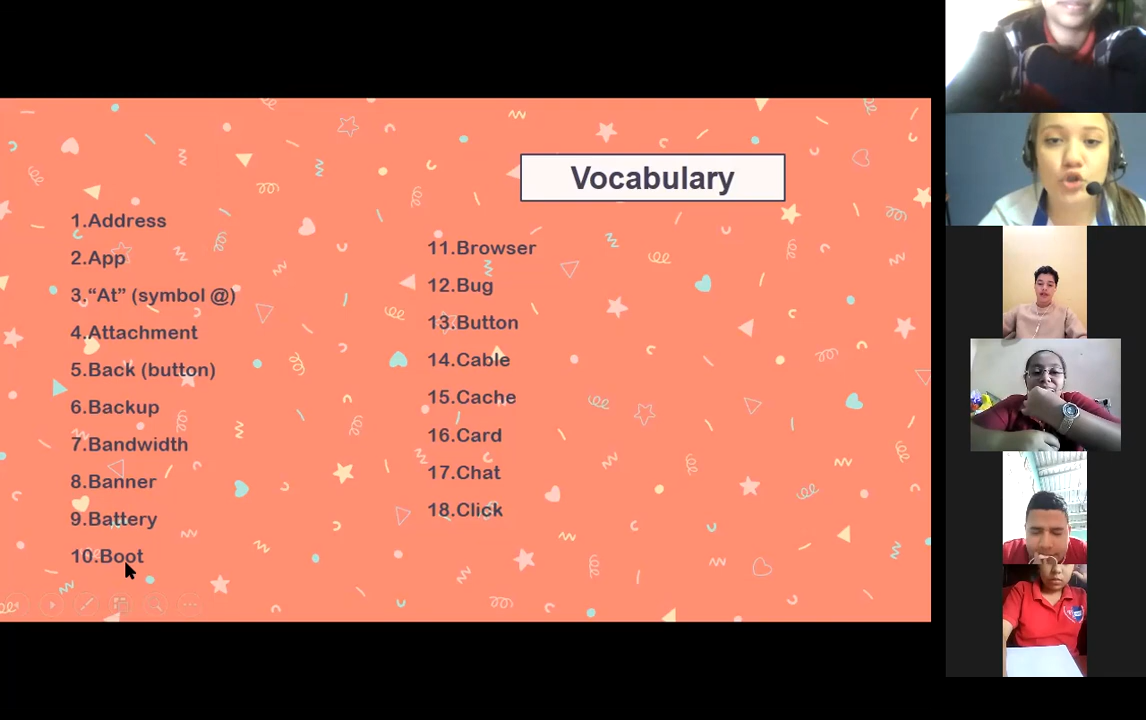 Vocabulary
1.Address
2.App
3.“At” (symbol @)
4.Attachment
5.Back (button)
6.Backup
7.Bandwidth
8.Banner
9.Battery
10.Boot
11.Browser
12.Bug
13.Button
14.Cable
15.Cache
16.Card
17.Chat
18.Click